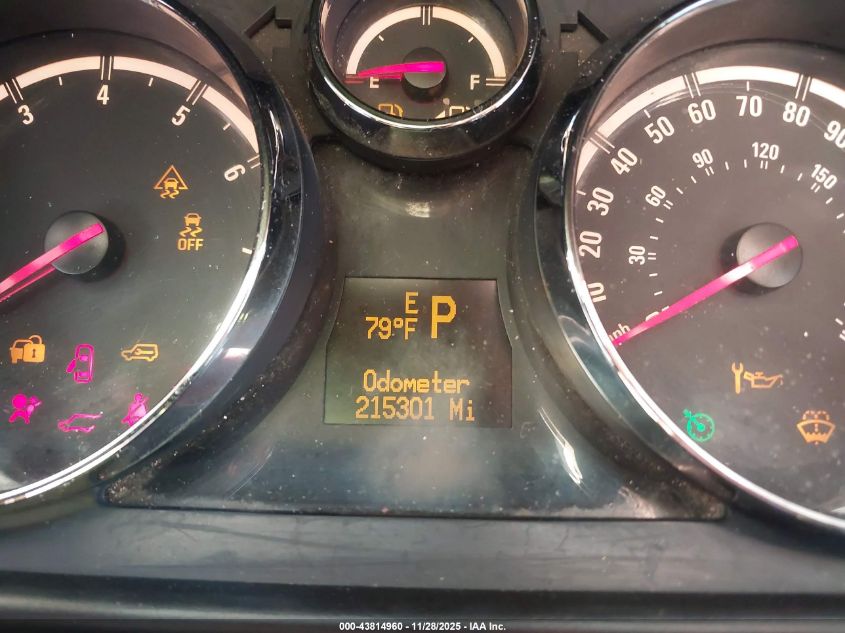 E F
3 4 5 6
OFF
10 20 30 40 50 60 70 80 90
30 60 90 120 150
mph
E
79°F P
Odometer
215301 Mi
000-43814960 - 11/28/2025 - IAA Inc.